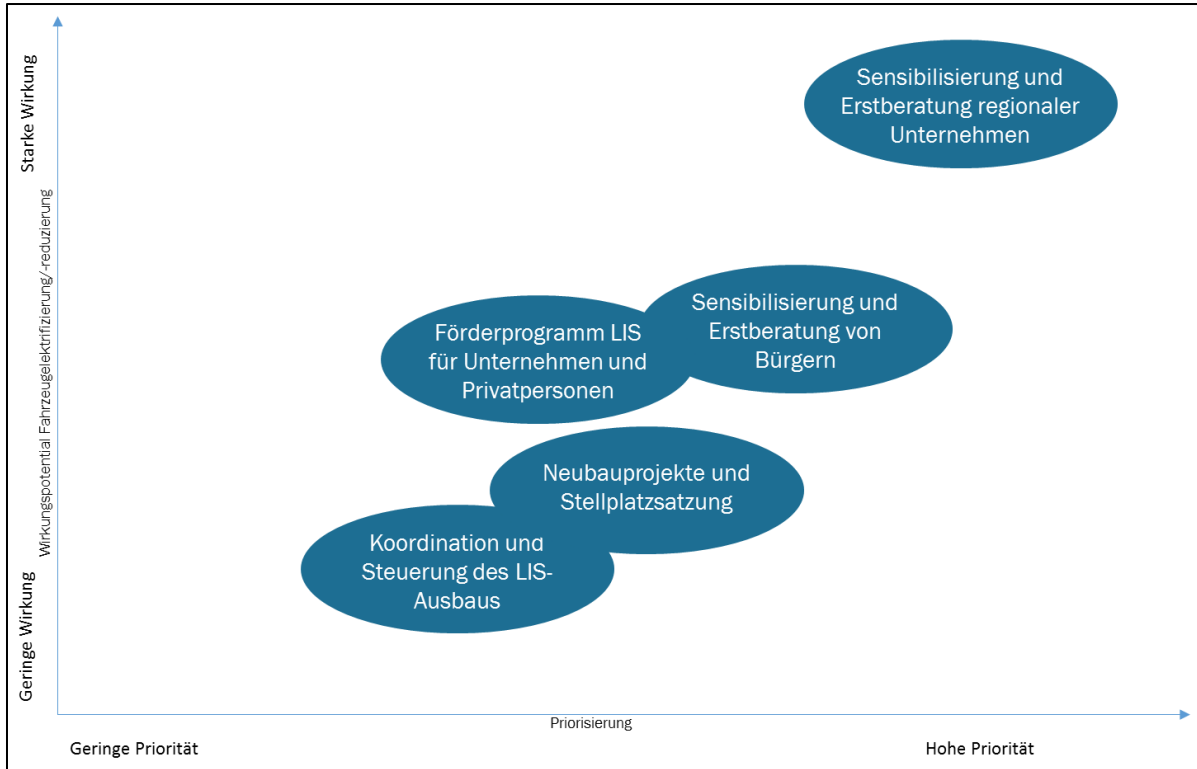 Starke Wirkung
Wirkungspotential Fahrzeugelektrifizierung/-reduzierung
Geringe Wirkung
Sensibilisierung und
Erstberatung regionaler
Unternehmen
Sensibilisierung und
Erstberatung von
Bürgern
Förderprogramm LIS
für Unternehmen und
Privatpersonen
Neubauprojekte und
Stellplatzsatzung
Koordination und
Steuerung des LIS-
Ausbaus
Priorisierung
Geringe Priorität
Hohe Priorität